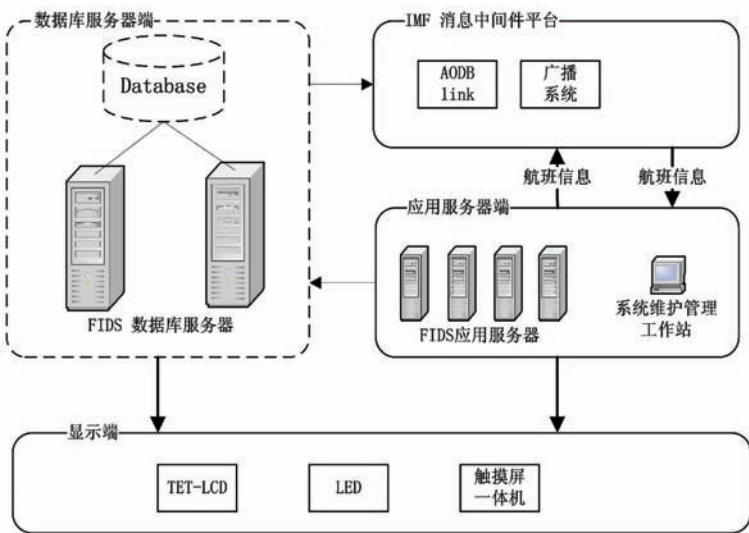 数据库服务器端
Database
FIDS 数据库服务器
IMF 消息中间件平台
AODB
link
广播
系统
航班信息
航班信息
应用服务器端
FIDS应用服务器
系统维护管理
工作站
显示端
TET-LCD
LED
触摸屏
一体机